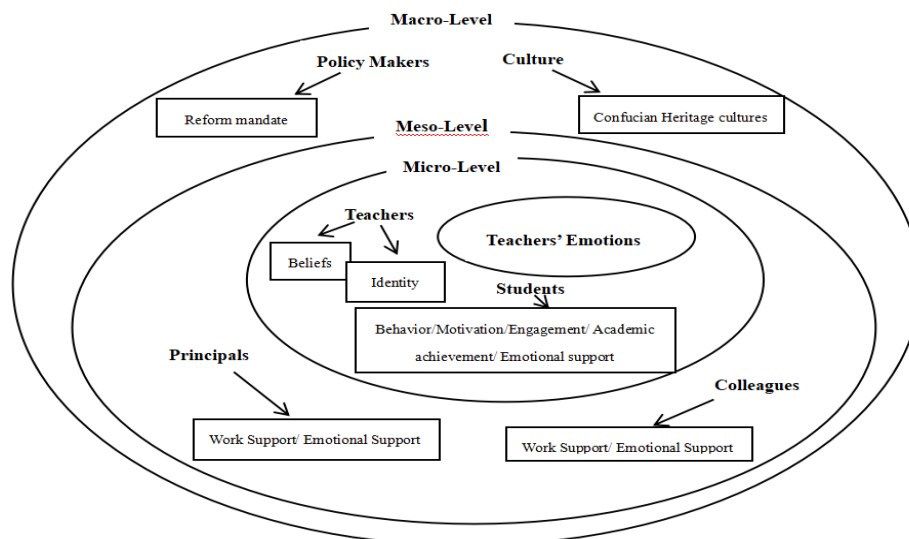 Macro-Level
Policy Makers
Culture
Reform mandate
Confucian Heritage cultures
Meso-Level
Micro-Level
Teachers
Teachers’ Emotions
Beliefs
Identity
Students
Behavior/Motivation/Engagement/ Academic
achievement/ Emotional support
Principals
Colleagues
Work Support/ Emotional Support
Work Support/ Emotional Support